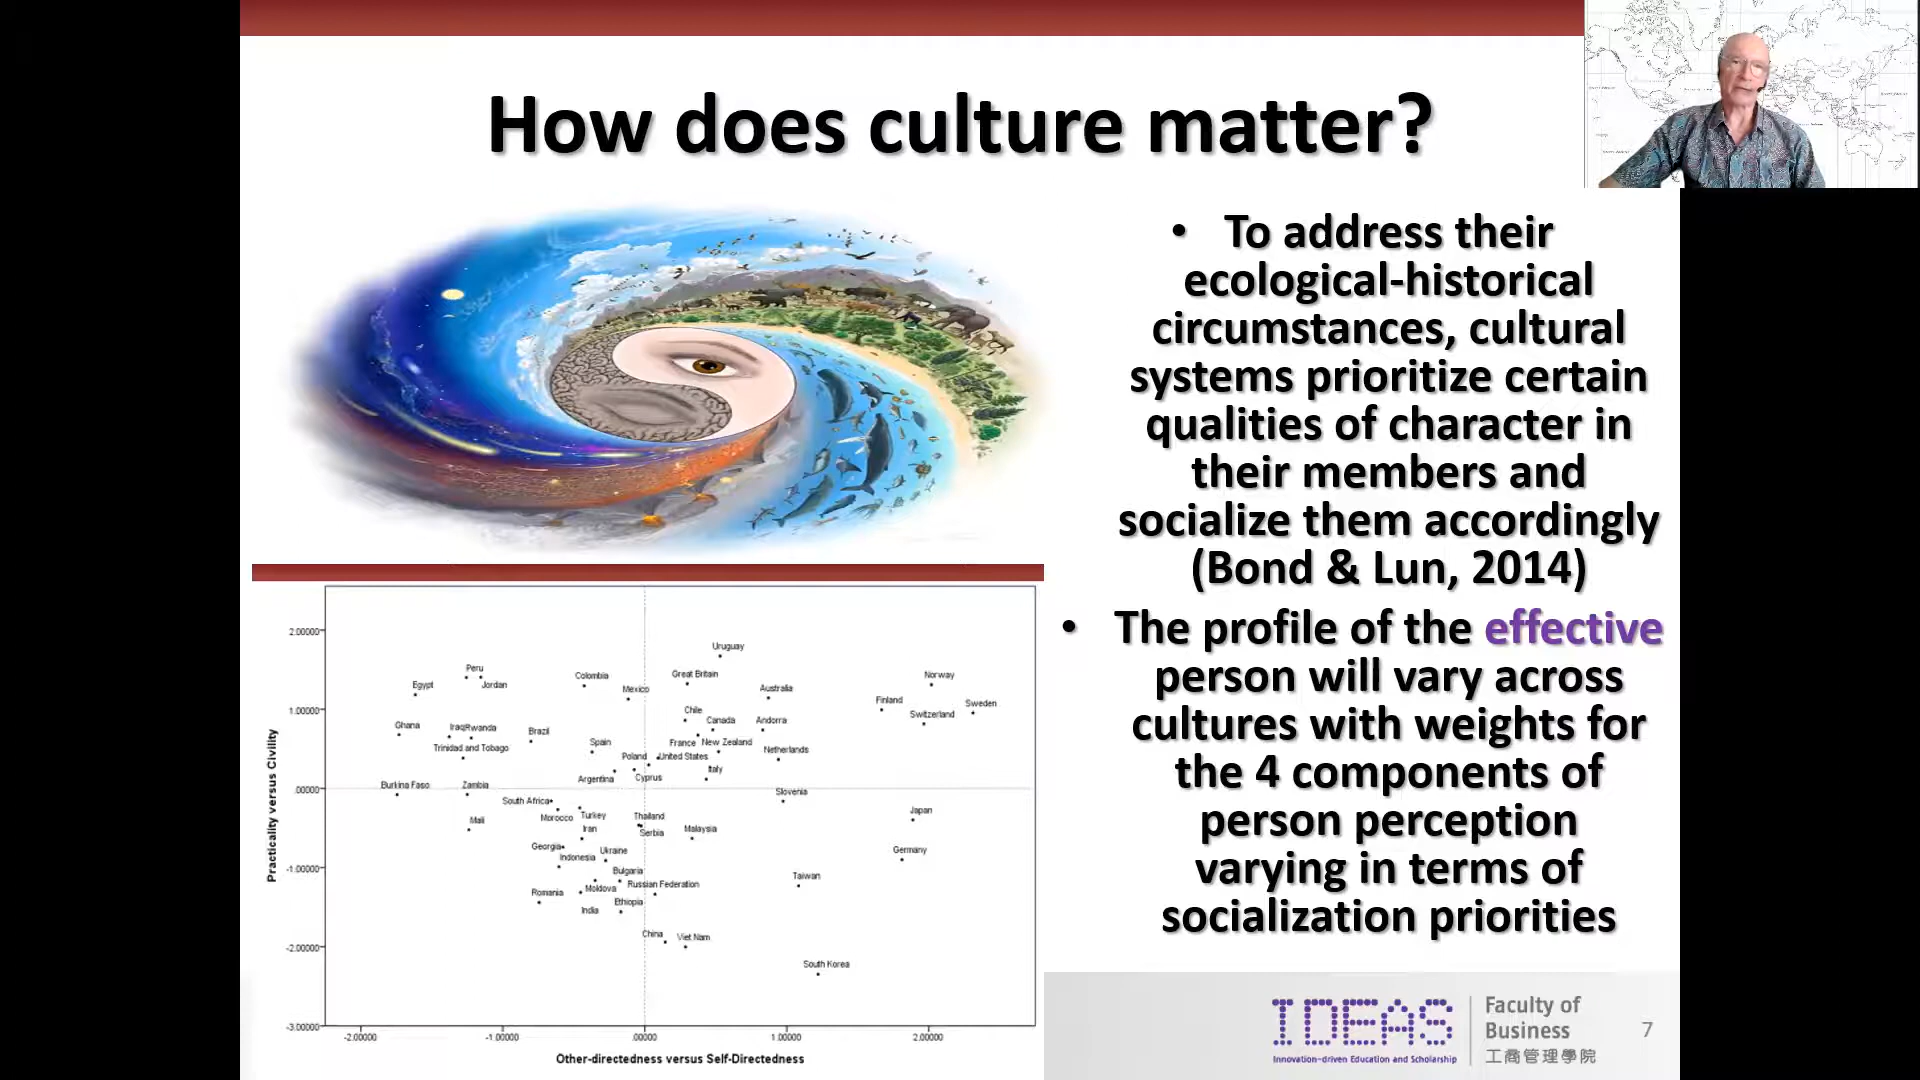 How does culture matter?
• To address their
ecological-historical
circumstances, cultural
systems prioritize certain
qualities of character in
their members and
socialize them accordingly
(Bond & Lun, 2014)
• The profile of the effective
person will vary across
cultures with weights for
the 4 components of
person perception
varying in terms of
socialization priorities
Practicality versus Civility
2.00000
1.00000
.00000
-1.00000
-2.00000
-3.00000
Uruguay
Peru
Jordan
Egypt
Colombia
Mexico
Great Britain
Australia
Norway
Finland
Sweden
Switzerland
Ghana
Iraq
Rwanda
Trinidad and Tobago
Brazil
Chile
Canada
Andorra
Spain
France
New Zealand
Netherlands
Poland
United States
Argentina
Cyprus
Italy
Burkina Faso
Zambia
Slovenia
South Africa
Morocco
Turkey
Thailand
Japan
Mali
Iran
Serbia
Malaysia
Georgia
Indonesia
Ukraine
Germany
Bulgaria
Taiwan
Romania
Moldova
Russian Federation
India
Ethiopia
China
Viet Nam
South Korea
-2.00000
-1.00000
.00000
1.00000
2.00000
Other-directedness versus Self-Directedness
IDEAS
Innovation-driven Education and Scholarship
Faculty of
Business
工商管理學院
7